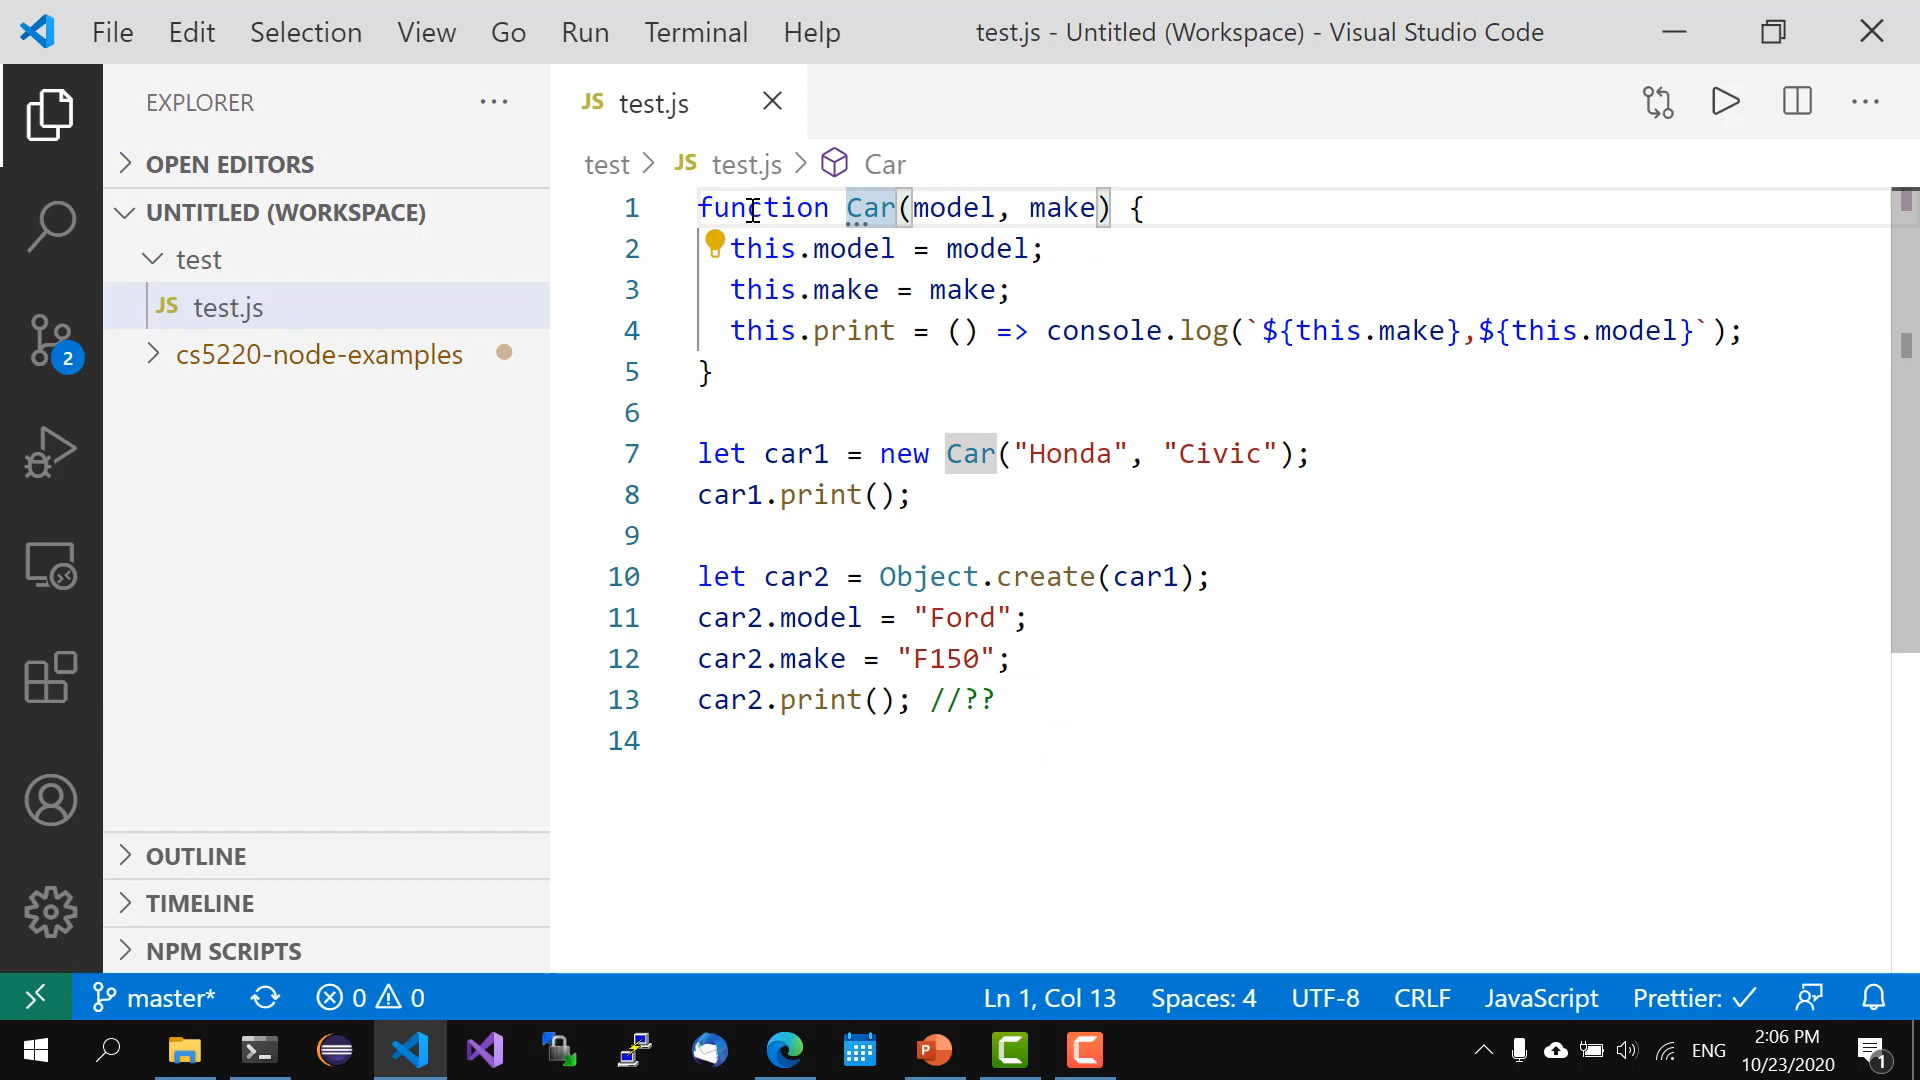 File Edit Selection View Go Run Terminal Help test.js - Untitled (Workspace) - Visual Studio Code
EXPLORER
JS test.js
OPEN EDITORS
UNTITLED (WORKSPACE)
test
JS test.js
cs5220-node-examples
2
OUTLINE
TIMELINE
NPM SCRIPTS
test > JS test.js > Car
1 function Car(model, make) {
2 this.model = model;
3 this.make = make;
4 this.print = () => console.log(`${this.make},${this.model}`);
5 }
6
7 let car1 = new Car("Honda", "Civic");
8 car1.print();
9
10 let car2 = Object.create(car1);
11 car2.model = "Ford";
12 car2.make = "F150";
13 car2.print(); //??
14
master* 0 0 Ln 1, Col 13 Spaces: 4 UTF-8 CRLF JavaScript Prettier: ✓
ENG 2:06 PM
10/23/2020
1